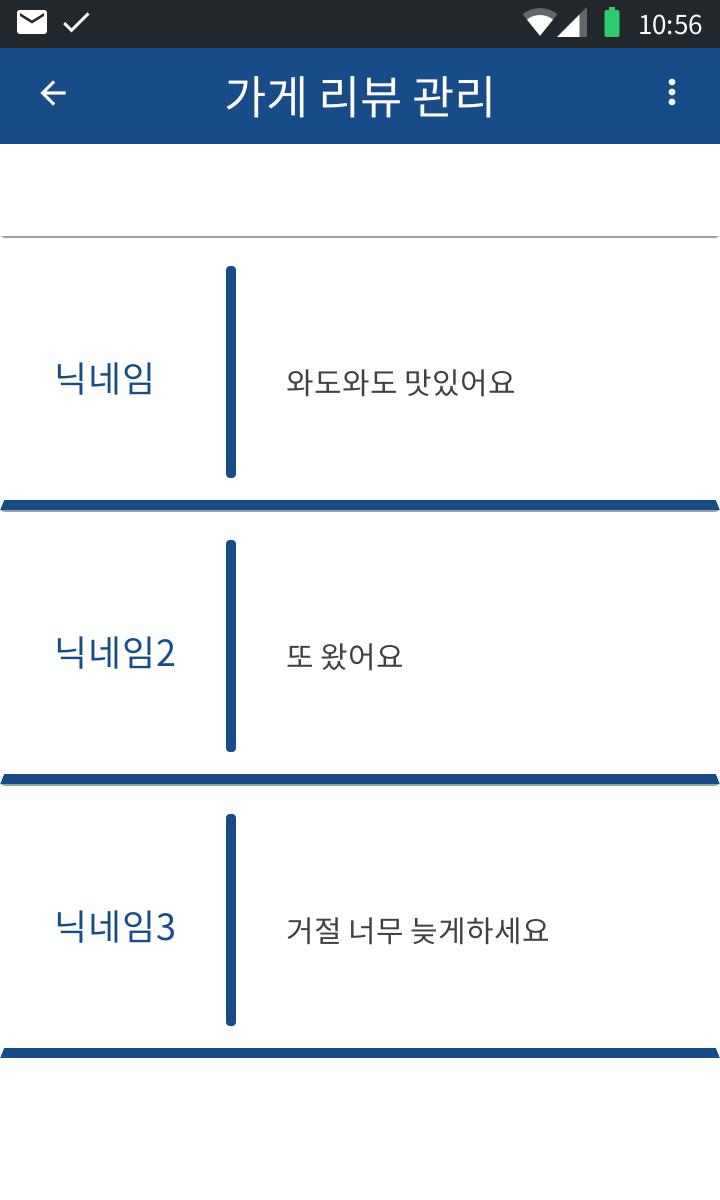 10:56
가게 리뷰 관리
닉네임
와도와도 맛있어요
닉네임2
또 왔어요
닉네임3
거절 너무 늦게하세요